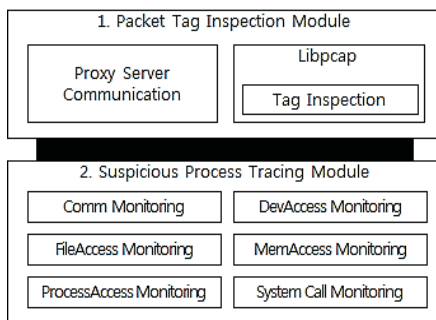 1. Packet Tag Inspection Module
Proxy Server
Communication
Libpcap
Tag Inspection
2. Suspicious Process Tracing Module
Comm Monitoring
DevAccess Monitoring
FileAccess Monitoring
MemAccess Monitoring
ProcessAccess Monitoring
System Call Monitoring